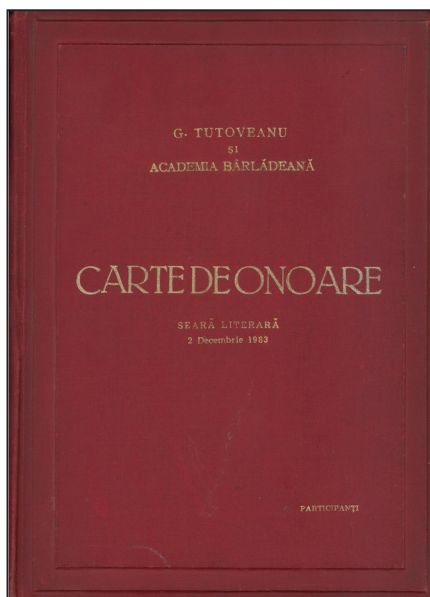 G. TUTOVEANU
ȘI
ACADEMIA BÂRLĂDEANĂ
CARTE DE ONOARE
SEARĂ LITERARĂ
2 Decembrie 1983
PARTICIPANȚI